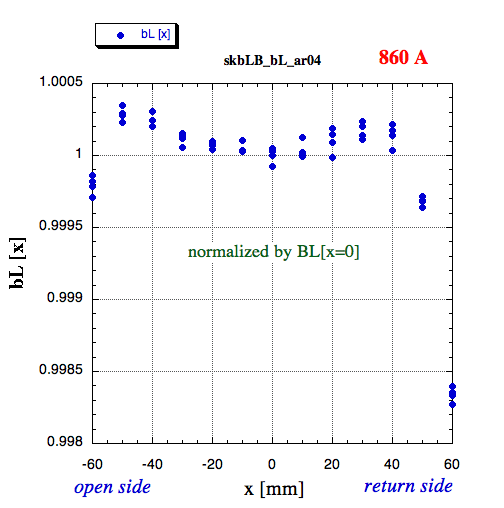 bL [x]
skbLB_bL_ar04
860 A
1.0005
1
0.9995
0.999
0.9985
0.998
bL [x]
normalized by BL[x=0]
-60 -40 -20 0 20 40 60
open side
x [mm]
return side